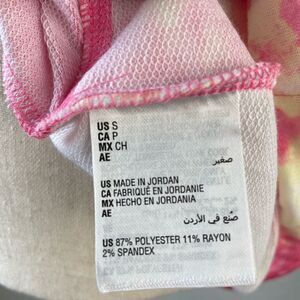 US S
CA P
MX CH
AE
صغير
US MADE IN JORDAN
CA FABRIQUÉ EN JORDANIE
MX HECHO EN JORDANIA
AE
صنع في الأردن
US 87% POLYESTER 11% RAYON
2% SPANDEX